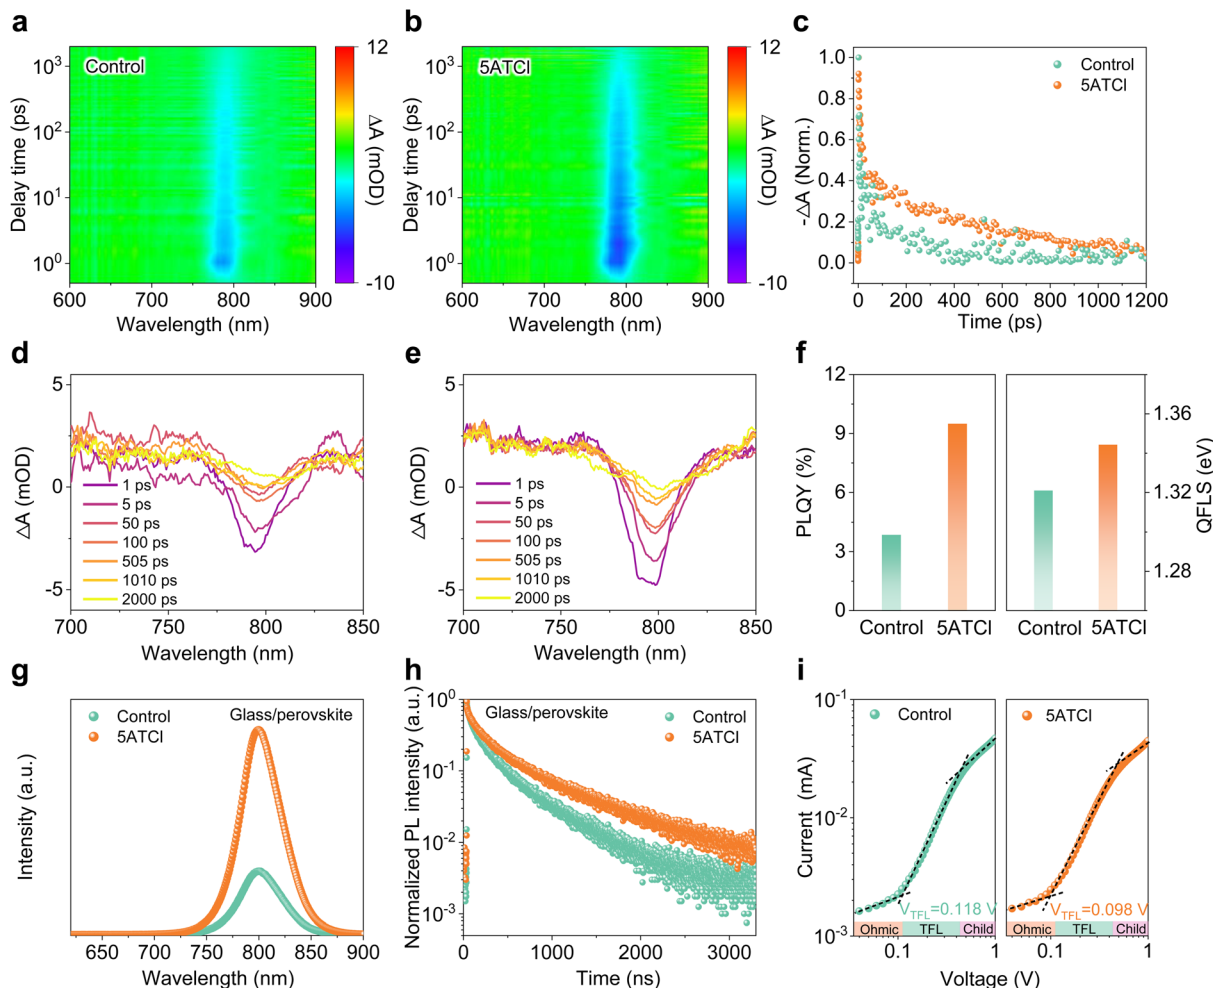 a
Control
10³
10²
10¹
10⁰
Delay time (ps)
600
700
800
900
Wavelength (nm)
12
-10
ΔA (mOD)
b
5ATCl
10³
10²
10¹
10⁰
Delay time (ps)
600
700
800
900
Wavelength (nm)
12
-10
ΔA (mOD)
c
Control
5ATCl
1.0
0.8
0.6
0.4
0.2
0.0
-ΔA (Norm.)
0
200
400
600
800
1000
1200
Time (ps)
d
5
0
-5
ΔA (mOD)
1 ps
5 ps
50 ps
100 ps
505 ps
1010 ps
2000 ps
700
750
800
850
Wavelength (nm)
e
5
0
-5
ΔA (mOD)
1 ps
5 ps
50 ps
100 ps
505 ps
1010 ps
2000 ps
700
750
800
850
Wavelength (nm)
f
12
9
6
3
0
PLQY (%)
Control
5ATCl
Control
5ATCl
1.36
1.32
1.28
QFLS (eV)
g
Control
5ATCl
Glass/perovskite
Intensity (a.u.)
650
700
750
800
850
900
Wavelength (nm)
h
Glass/perovskite
Control
5ATCl
10⁰
10⁻¹
10⁻²
10⁻³
Normalized PL intensity (a.u.)
0
1000
2000
3000
Time (ns)
i
Control
5ATCl
10⁻¹
10⁻²
10⁻³
Current (mA)
V_TFL=0.118 V
V_TFL=0.098 V
Ohmic
TFL
Child
Ohmic
TFL
Child
0.1
1
0.1
1
Voltage (V)